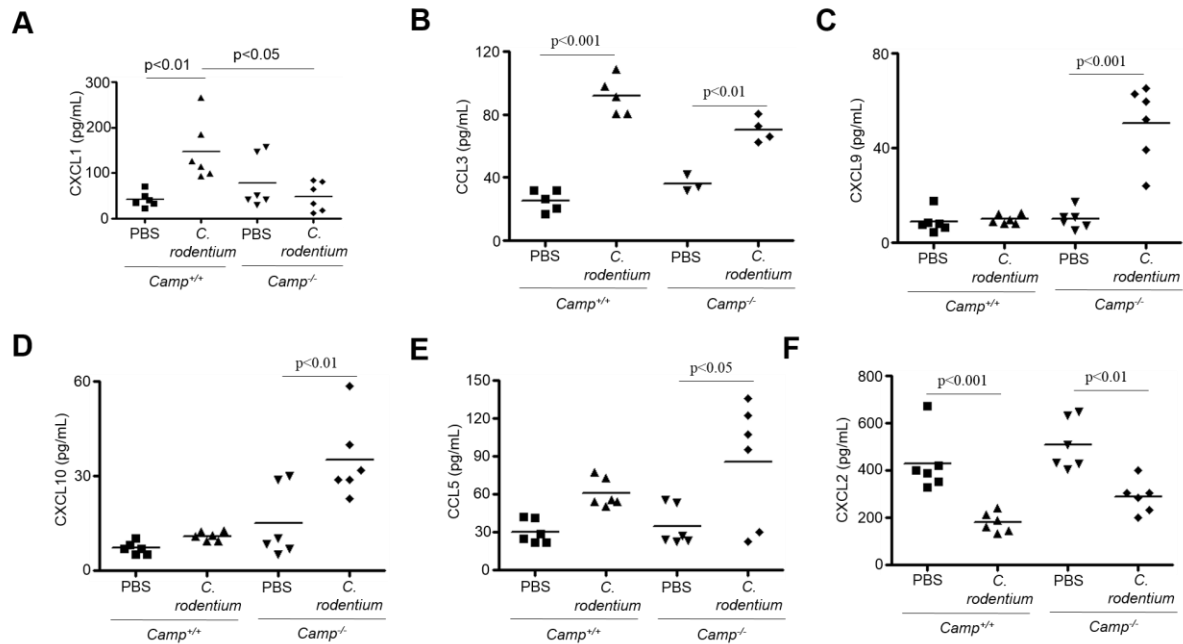 A
p<0.01
p<0.05
CXCL1 (pg/mL)
300
200
100
0
PBS
C.
rodentium
PBS
C.
rodentium
Camp+/+
Camp-/-
B
p<0.001
p<0.01
CCL3 (pg/mL)
120
80
40
0
PBS
C.
rodentium
PBS
C.
rodentium
Camp+/+
Camp-/-
C
p<0.001
CXCL9 (pg/mL)
80
40
0
PBS
C.
rodentium
PBS
C.
rodentium
Camp+/+
Camp-/-
D
p<0.01
CXCL10 (pg/mL)
60
30
0
PBS
C.
rodentium
PBS
C.
rodentium
Camp+/+
Camp-/-
E
p<0.05
CCL5 (pg/mL)
150
120
90
60
30
0
PBS
C.
rodentium
PBS
C.
rodentium
Camp+/+
Camp-/-
F
p<0.001
p<0.01
CXCL2 (pg/mL)
800
600
400
200
0
PBS
C.
rodentium
PBS
C.
rodentium
Camp+/+
Camp-/-